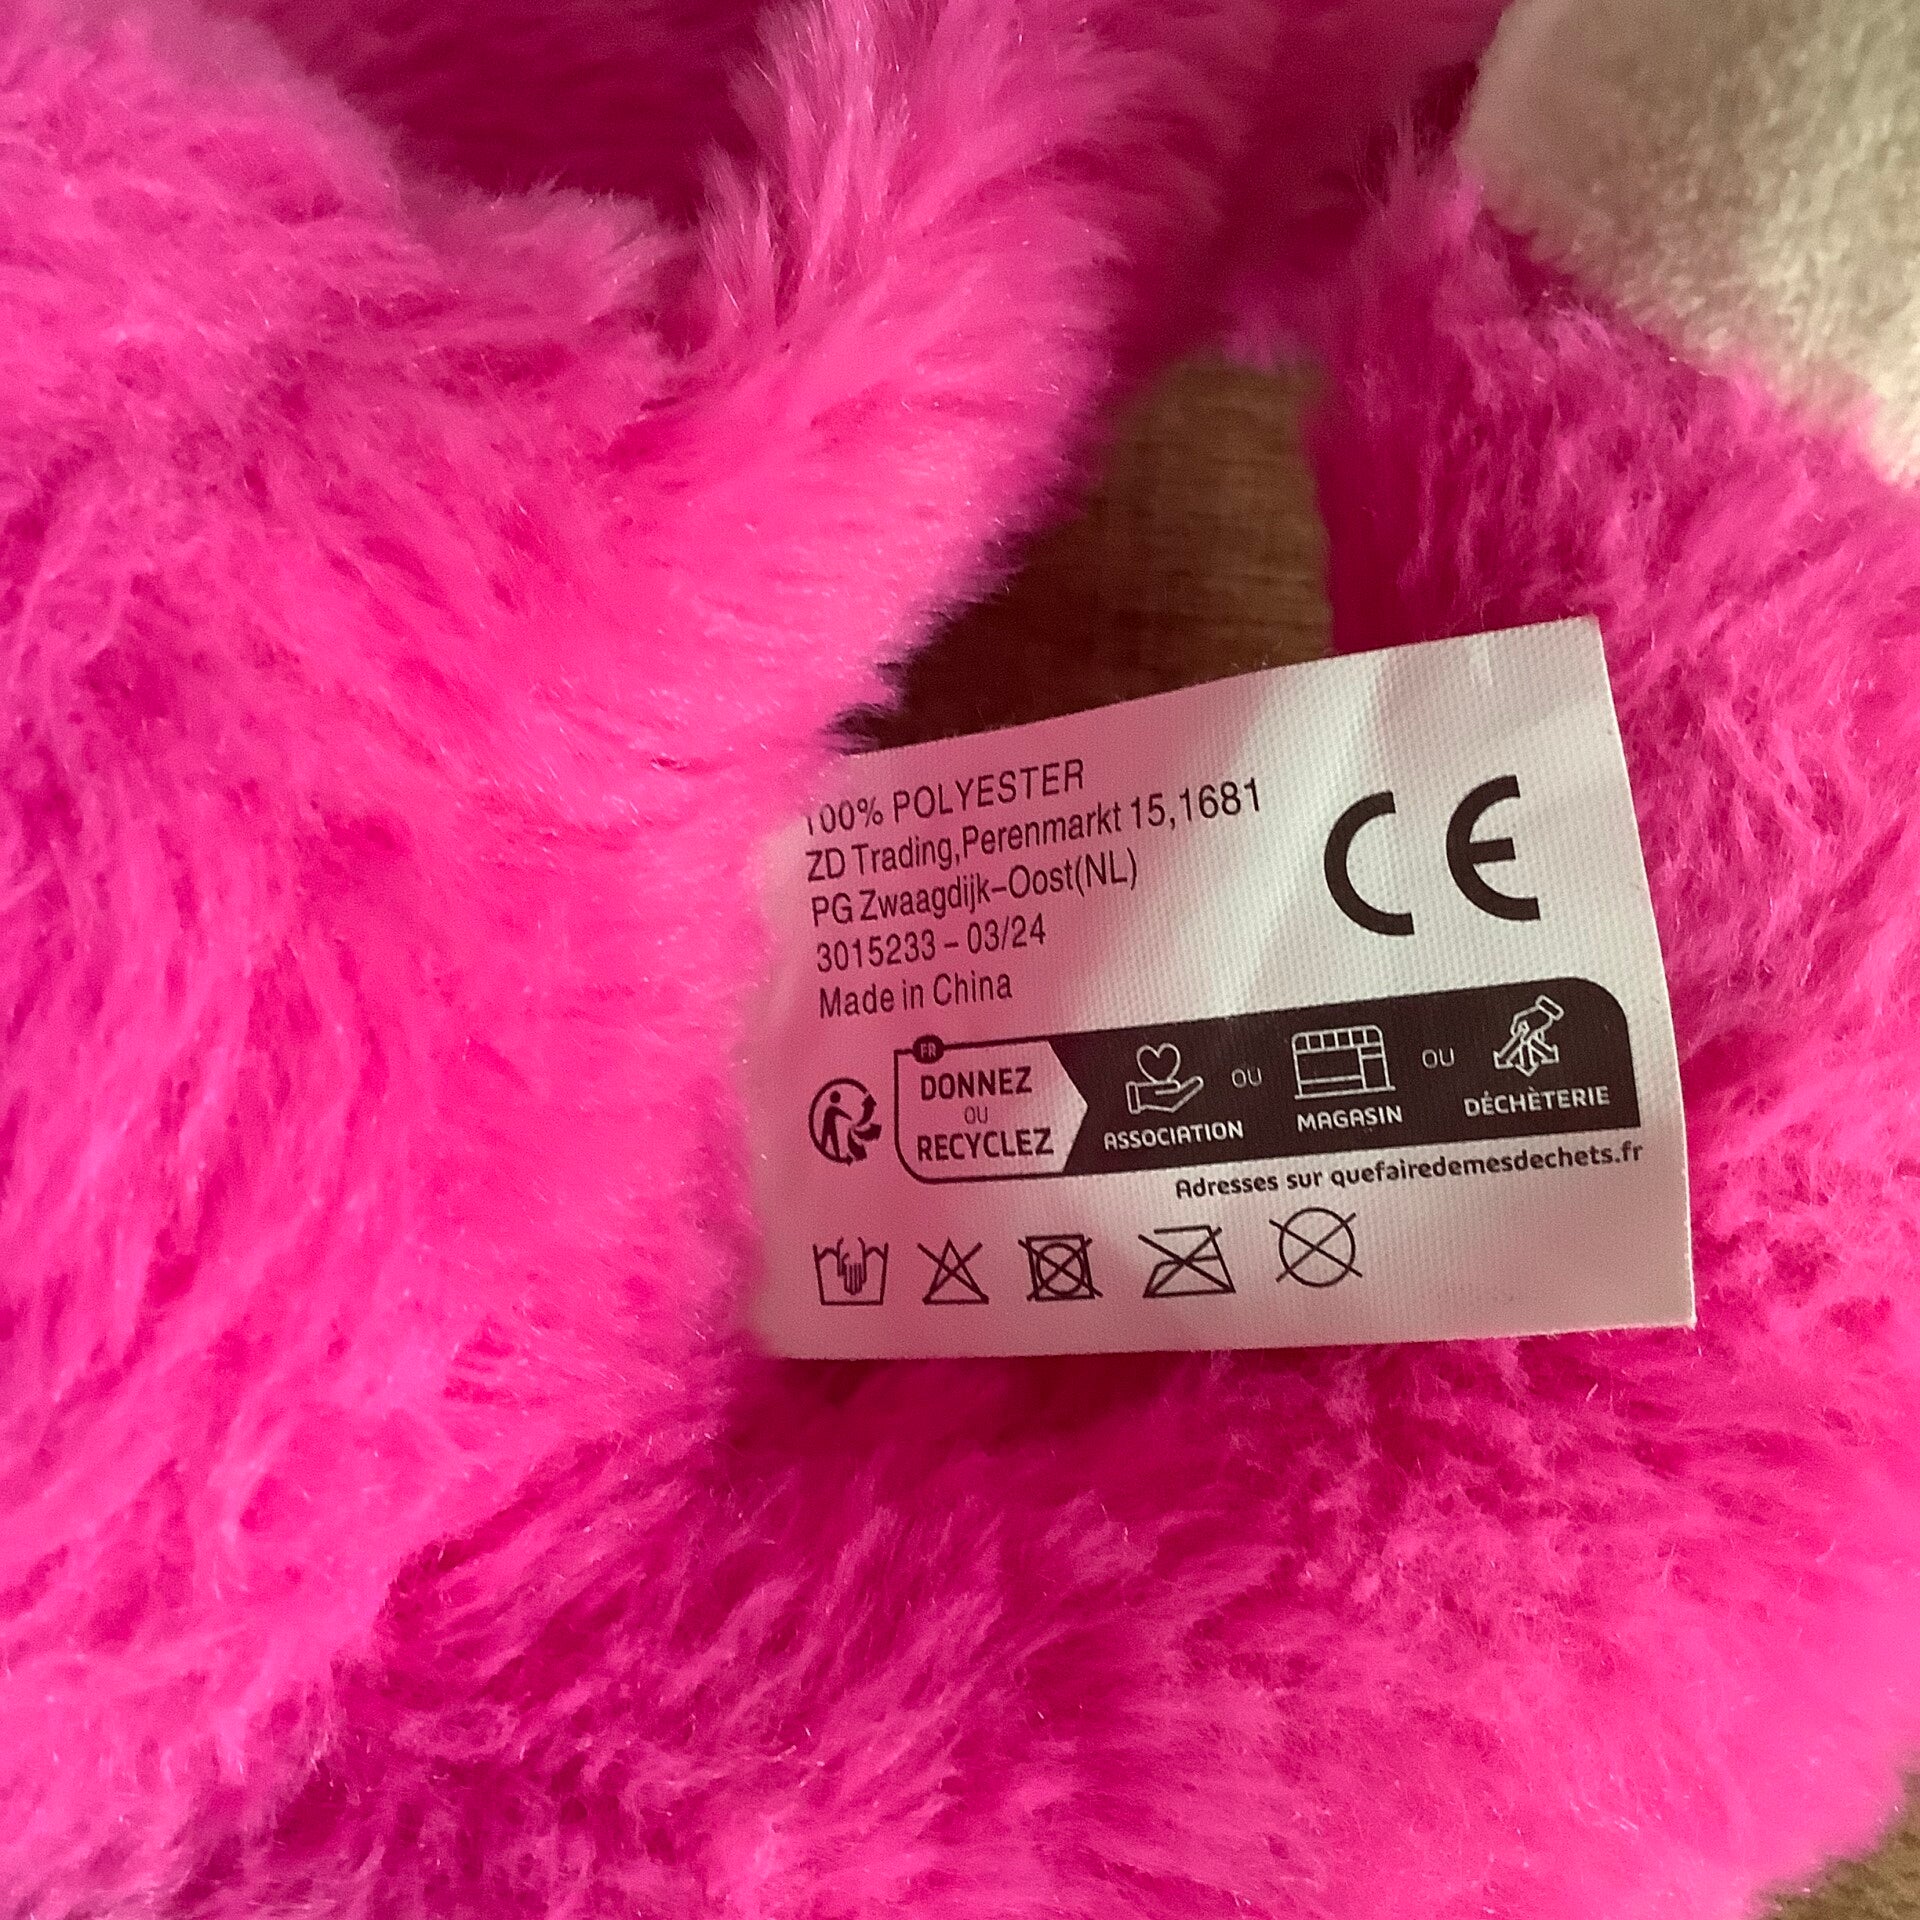 100% POLYESTER
ZD Trading,Perenmarkt 15,1681
PG Zwaagdijk-Oost(NL)
3015233 - 03/24
Made in China
CE
FR
DONNEZ
OU
RECYCLEZ
ASSOCIATION
OU
MAGASIN
OU
DÉCHÈTERIE
Adresses sur quefairedemesdechets.fr